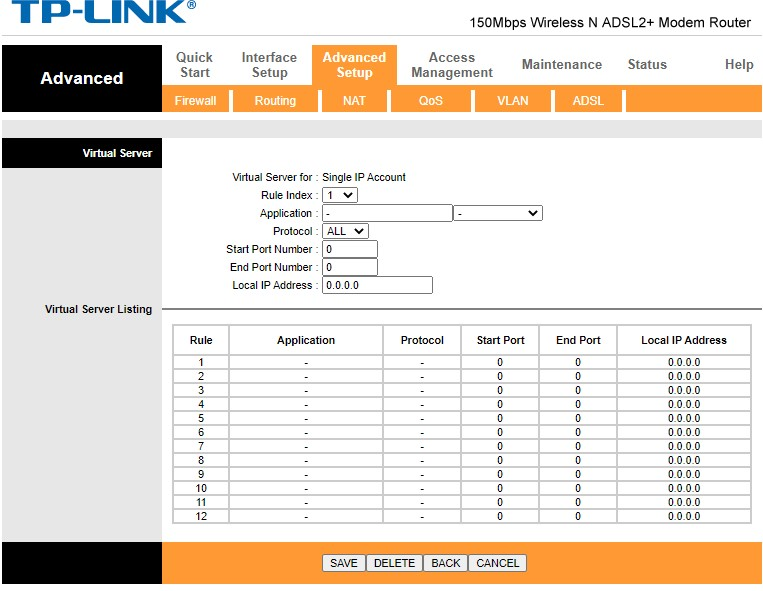 TP-LINK®
150Mbps Wireless N ADSL2+ Modem Router
Advanced
Quick Start
Interface Setup
Advanced Setup
Access Management
Maintenance
Status
Help
Firewall
Routing
NAT
QoS
VLAN
ADSL
Virtual Server
Virtual Server for : Single IP Account
Rule Index : 1
Application : - -
Protocol : ALL
Start Port Number : 0
End Port Number : 0
Local IP Address : 0.0.0.0
Virtual Server Listing
Rule Application Protocol Start Port End Port Local IP Address
1 - - 0 0 0.0.0.0
2 - - 0 0 0.0.0.0
3 - - 0 0 0.0.0.0
4 - - 0 0 0.0.0.0
5 - - 0 0 0.0.0.0
6 - - 0 0 0.0.0.0
7 - - 0 0 0.0.0.0
8 - - 0 0 0.0.0.0
9 - - 0 0 0.0.0.0
10 - - 0 0 0.0.0.0
11 - - 0 0 0.0.0.0
12 - - 0 0 0.0.0.0
SAVE DELETE BACK CANCEL